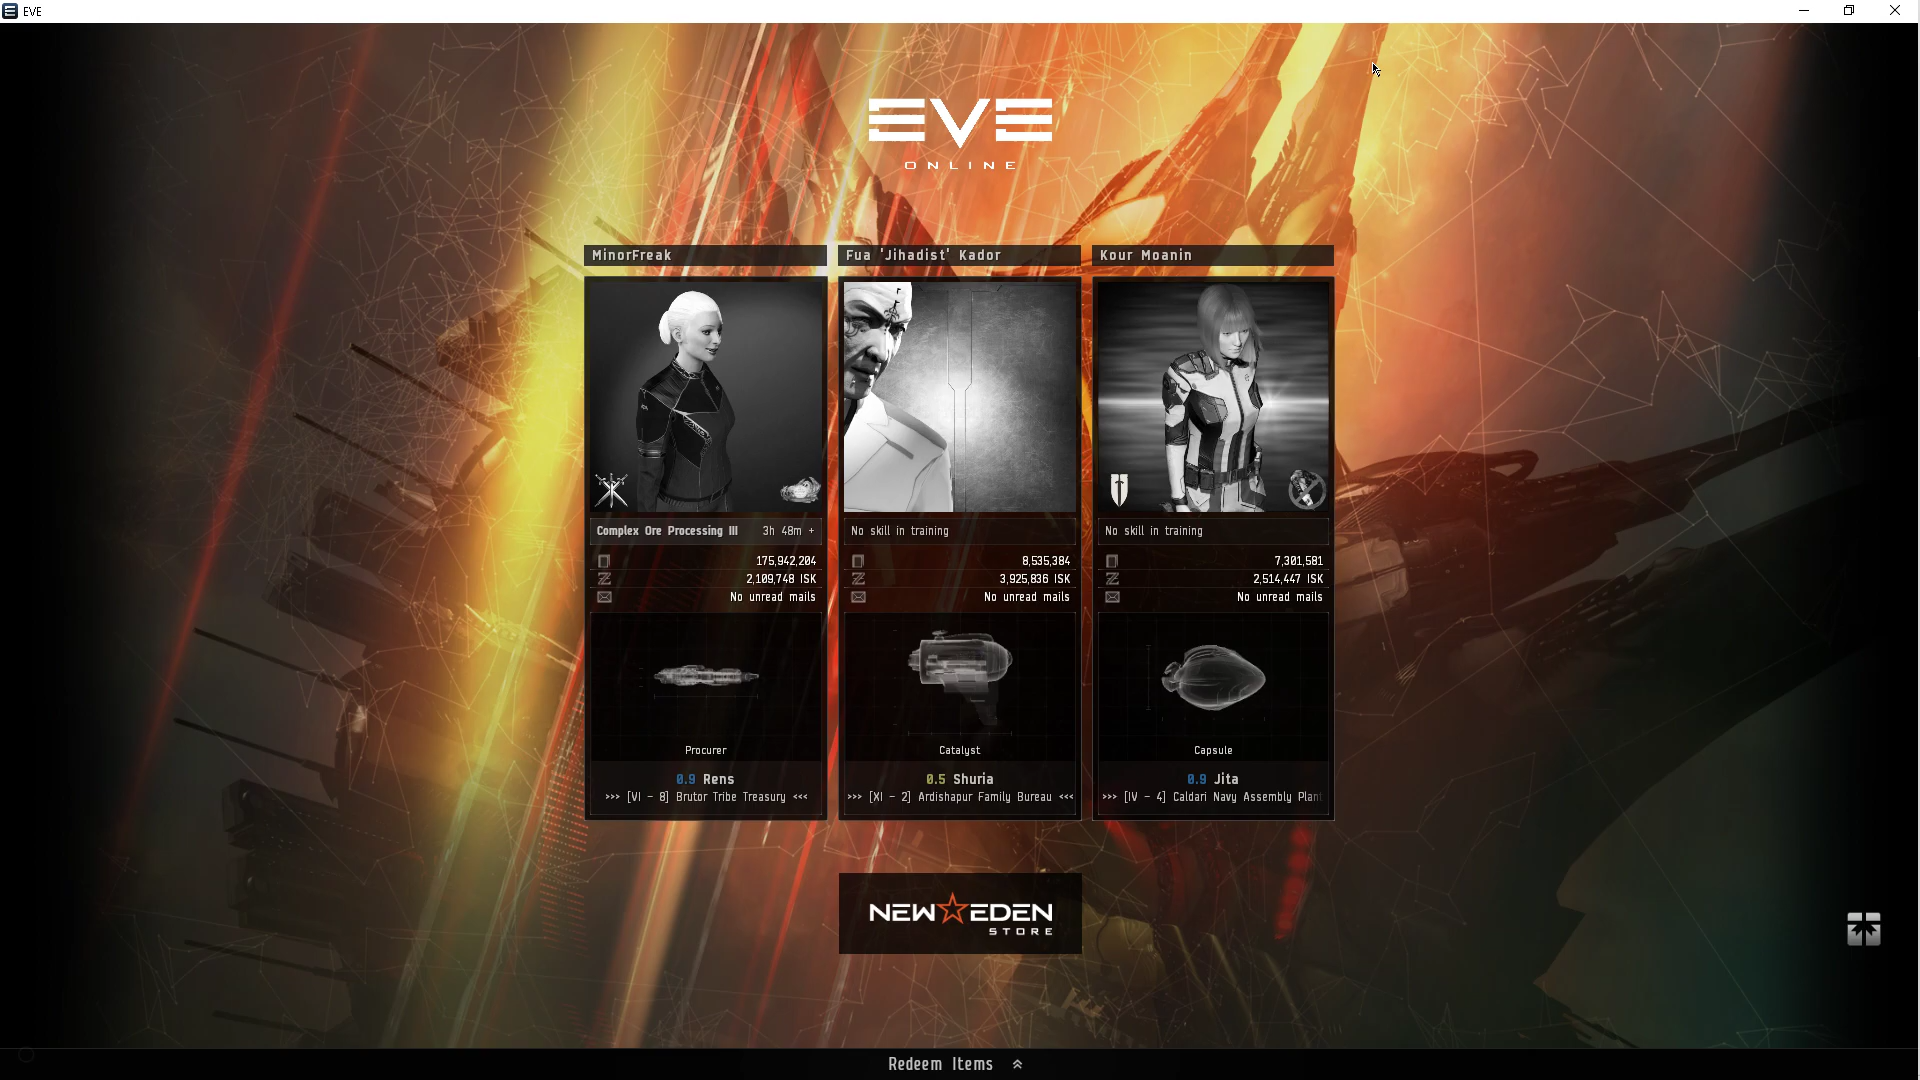 EVE
EVE
ONLINE
MinorFreak
Fua 'Jihadist' Kador
Kour Moanin
Complex Ore Processing III 3h 48m +
No skill in training
No skill in training
175,942,204
8,535,384
7,301,581
2,109,748 ISK
3,925,836 ISK
2,514,447 ISK
No unread mails
No unread mails
No unread mails
Procurer
Catalyst
Capsule
0.9 Rens
0.5 Shuria
0.9 Jita
>>> [VI - 8] Brutor Tribe Treasury <<<
>>> [XI - 2] Ardishapur Family Bureau <<<
>>> [IV - 4] Caldari Navy Assembly Plant
NEW EDEN
STORE
Redeem Items